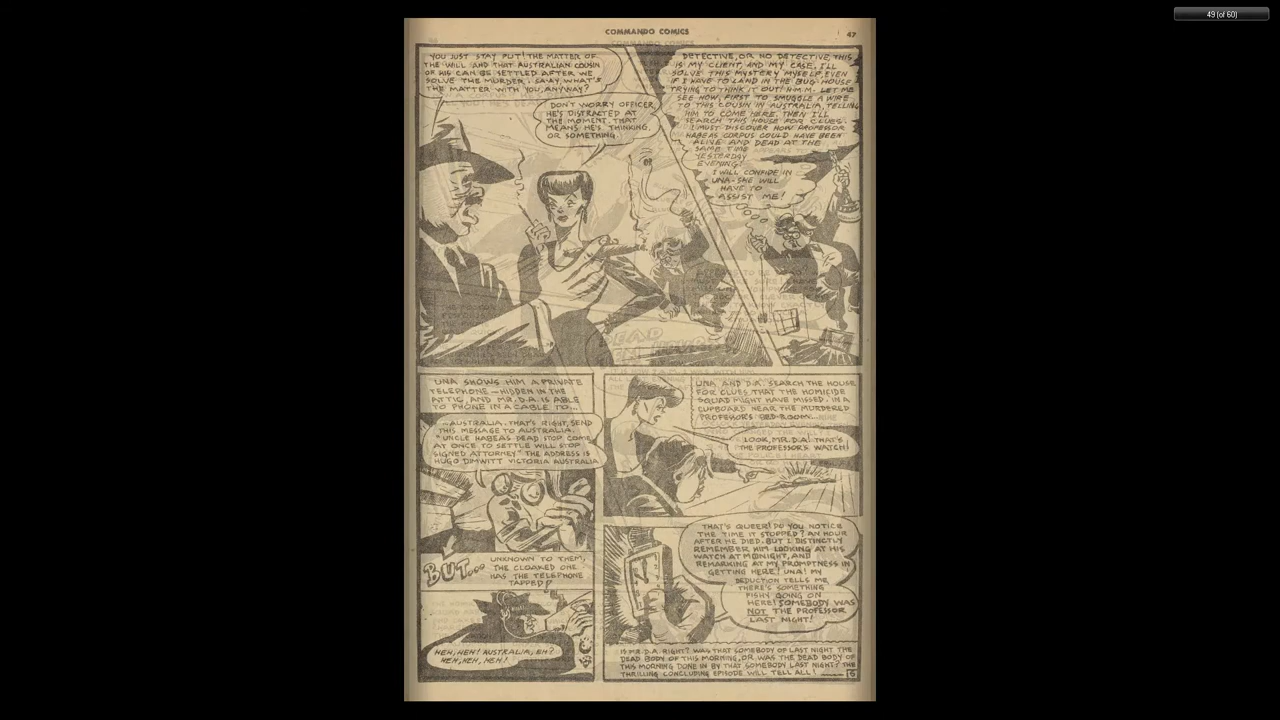 49 (of 60)
COMMANDO COMICS
47
YOU JUST STAY PUT! THE MATTER OF
THE WILL AND THAT AUSTRALIAN COUSIN
OF HIS CAN BE SETTLED AFTER WE
SOLVE THE MURDER. SA-AY, WHAT'S
THE MATTER WITH YOU, ANYWAY?
DON'T WORRY OFFICER,
HE'S DISTRACTED AT
THE MOMENT. THAT
MEANS HE'S THINKING,
OR SOMETHING.
DETECTIVE, OR NO DETECTIVE, THIS
IS MY CLIENT, AND MY CASE. I'LL
SOLVE THIS MYSTERY MYSELF, EVEN
IF I HAVE TO LAND IN THE BUG HOUSE
TRYING TO THINK IT OUT! H-M-M. LET ME
SEE NOW, FIRST TO SMUGGLE A WIRE
TO THIS COUSIN IN AUSTRALIA, TELLING
HIM TO COME HERE. THEN I'LL
SEARCH THIS HOUSE FOR CLUES.
I MUST DISCOVER HOW PROFESSOR
HABEAS CORPUS COULD HAVE BEEN
ALIVE AND DEAD AT THE
SAME TIME
YESTERDAY
EVENING!
I WILL CONFIDE IN
UNA - SHE WILL
HAVE TO
ASSIST ME!
UNA SHOWS HIM A PRIVATE
TELEPHONE — HIDDEN IN THE
ATTIC, AND MR. D.A. IS ABLE
TO PHONE IN A CABLE TO...
~AUSTRALIA. THAT'S RIGHT, SEND
THIS MESSAGE TO AUSTRALIA.
"UNCLE HABEAS DEAD STOP COME
AT ONCE TO SETTLE WILL STOP
SIGNED ATTORNEY" THE ADDRESS IS
HUGO DIMWITT VICTORIA AUSTRALIA
BUT...
UNKNOWN TO THEM,
THE CLOAKED ONE
HAS THE TELEPHONE
TAPPED!
HEH, HEH! AUSTRALIA, EH?
HEH, HEH, HEH!
UNA AND D.A. SEARCH THE HOUSE
FOR CLUES THAT THE HOMICIDE
SQUAD MIGHT HAVE MISSED. IN A
CUPBOARD NEAR THE MURDERED
PROFESSOR'S BED-ROOM...
LOOK, MR. D.A! THAT'S
THE PROFESSOR'S WATCH!
THAT'S QUEER! DO YOU NOTICE
THE TIME IT STOPPED? AN HOUR
AFTER HE DIED. BUT I DISTINCTLY
REMEMBER HIM LOOKING AT HIS
WATCH AT MIDNIGHT, AND
REMARKING AT MY PROMPTNESS IN
GETTING HERE! UNA! MY
DEDUCTION TELLS ME
THERE'S SOMETHING
FISHY GOING ON
HERE! SOMEBODY WAS
NOT THE PROFESSOR
LAST NIGHT!
IS MR. D.A. RIGHT? WAS THAT SOMEBODY OF LAST NIGHT THE
DEAD BODY OF THIS MORNING, OR WAS THE DEAD BODY OF
THIS MORNING DONE IN BY THAT SOMEBODY LAST NIGHT? THE
THRILLING CONCLUDING EPISODE WILL TELL ALL!